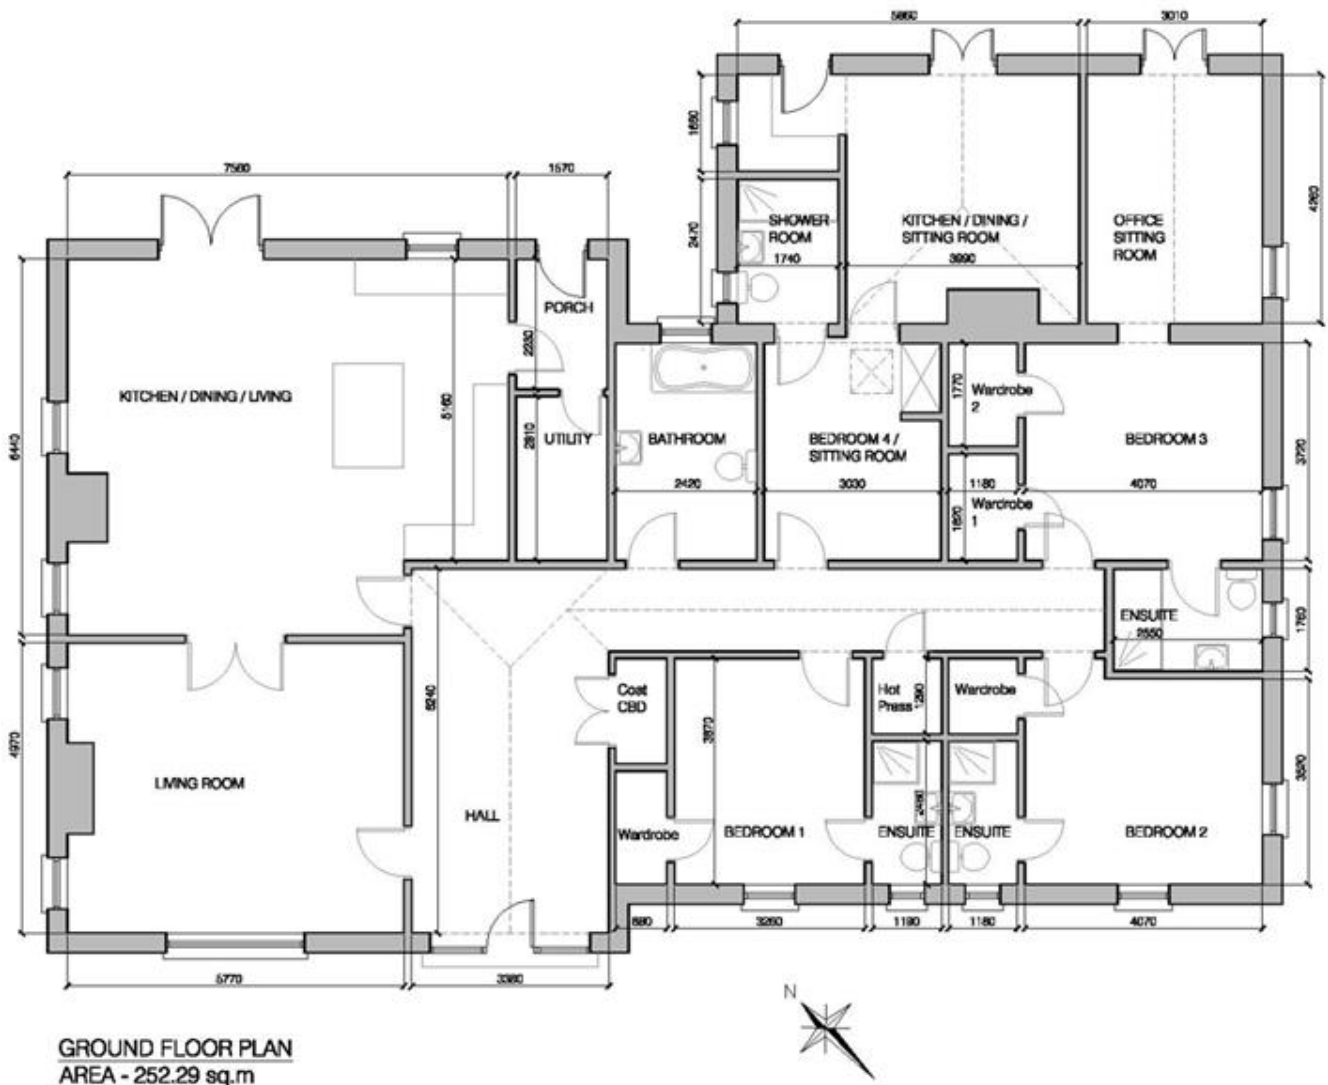 5860
3010
7560
1570
1650
2470
4260
SHOWER
ROOM
1740
KITCHEN / DINING /
SITTING ROOM
3990
OFFICE
SITTING
ROOM
PORCH
2230
KITCHEN / DINING / LIVING
5160
6440
UTILITY
2810
BATHROOM
2420
BEDROOM 4 /
SITTING ROOM
3030
1770
Wardrobe
2
BEDROOM 3
3720
1180
4070
Wardrobe
1
1820
ENSUITE
2550
1760
4970
LIVING ROOM
HALL
Coat
CBD
3870
Hot
Press
1290
Wardrobe
3520
Wardrobe
BEDROOM 1
ENSUITE
ENSUITE
BEDROOM 2
3260
1190
1180
4070
5770
3380
N
GROUND FLOOR PLAN
AREA - 252.29 sq.m